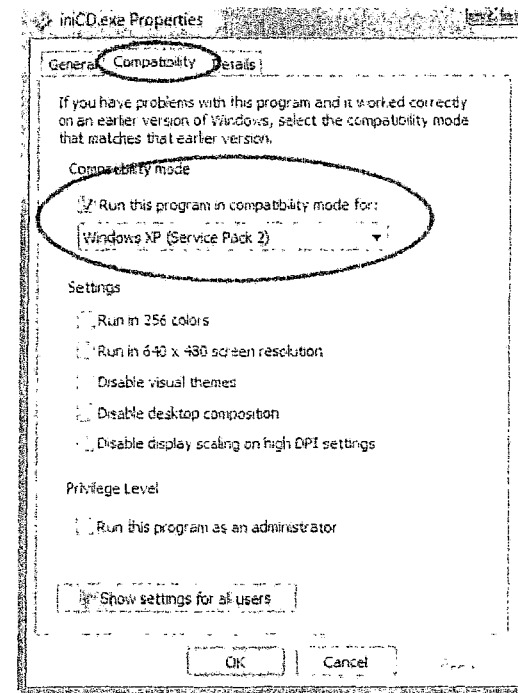 iniCD.exe Properties
General Compatibility Details
If you have problems with this program and it worked correctly
on an earlier version of Windows, select the compatibility mode
that matches that earlier version.
Compatibility mode
Run this program in compatibility mode for:
Windows XP (Service Pack 2)
Settings
Run in 256 colors
Run in 640 x 480 screen resolution
Disable visual themes
Disable desktop composition
Disable display scaling on high DPI settings
Privilege Level
Run this program as an administrator
Show settings for all users
OK Cancel